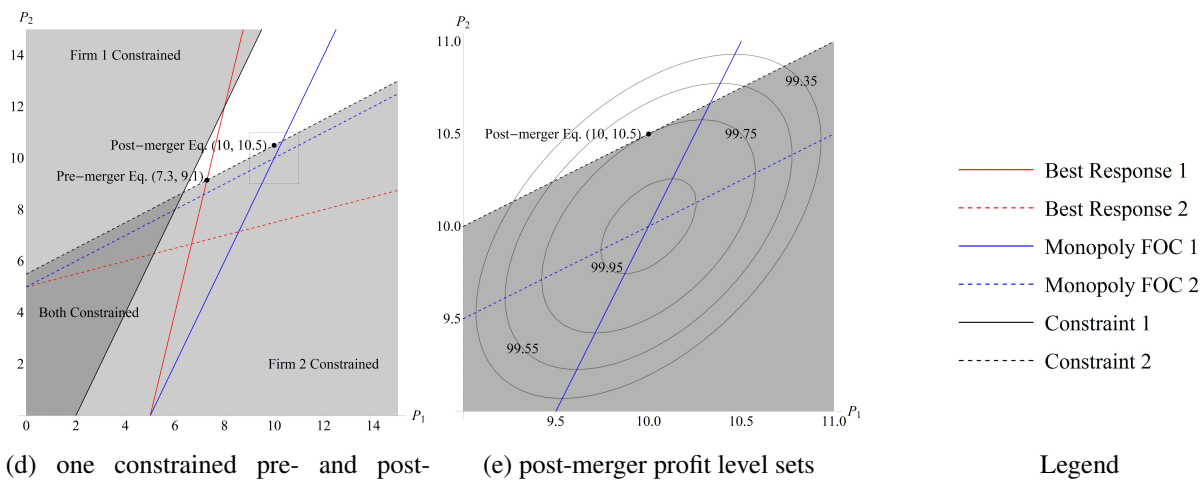 P2
14
12
10
8
6
4
2
0
2
4
6
8
10
12
14
P1
Firm 1 Constrained
Post−merger Eq. (10, 10.5)
Pre−merger Eq. (7.3, 9.1)
Both Constrained
Firm 2 Constrained
(d) one constrained pre- and post-
P2
11.0
10.5
10.0
9.5
9.5
10.0
10.5
11.0
P1
99.35
Post−merger Eq. (10, 10.5)
99.75
99.95
99.55
(e) post-merger profit level sets
Best Response 1
Best Response 2
Monopoly FOC 1
Monopoly FOC 2
Constraint 1
Constraint 2
Legend